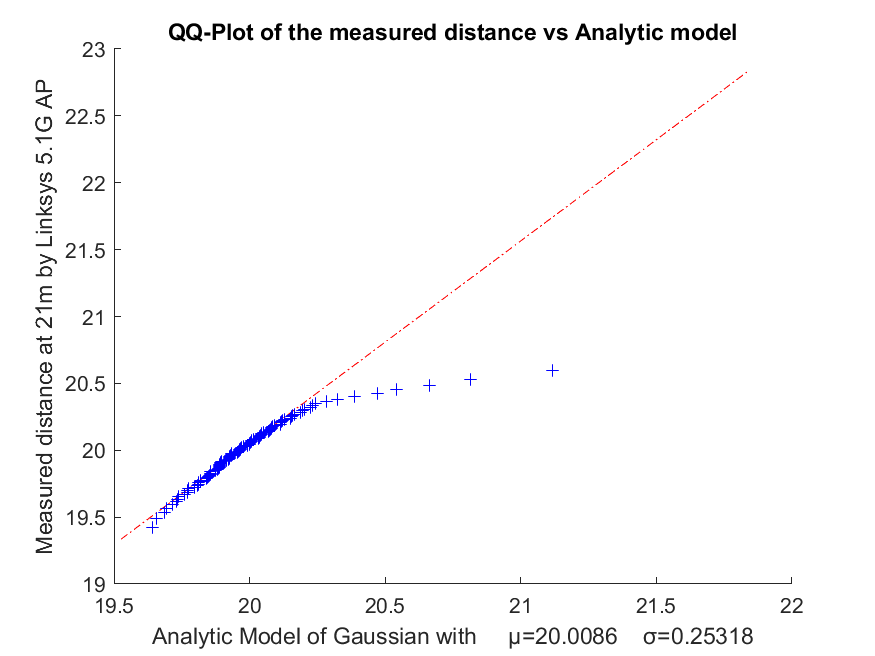 QQ-Plot of the measured distance vs Analytic model
23
22.5
22
21.5
21
20.5
20
19.5
19
Measured distance at 21m by Linksys 5.1G AP
19.5 20 20.5 21 21.5 22
Analytic Model of Gaussian with μ=20.0086 σ=0.25318